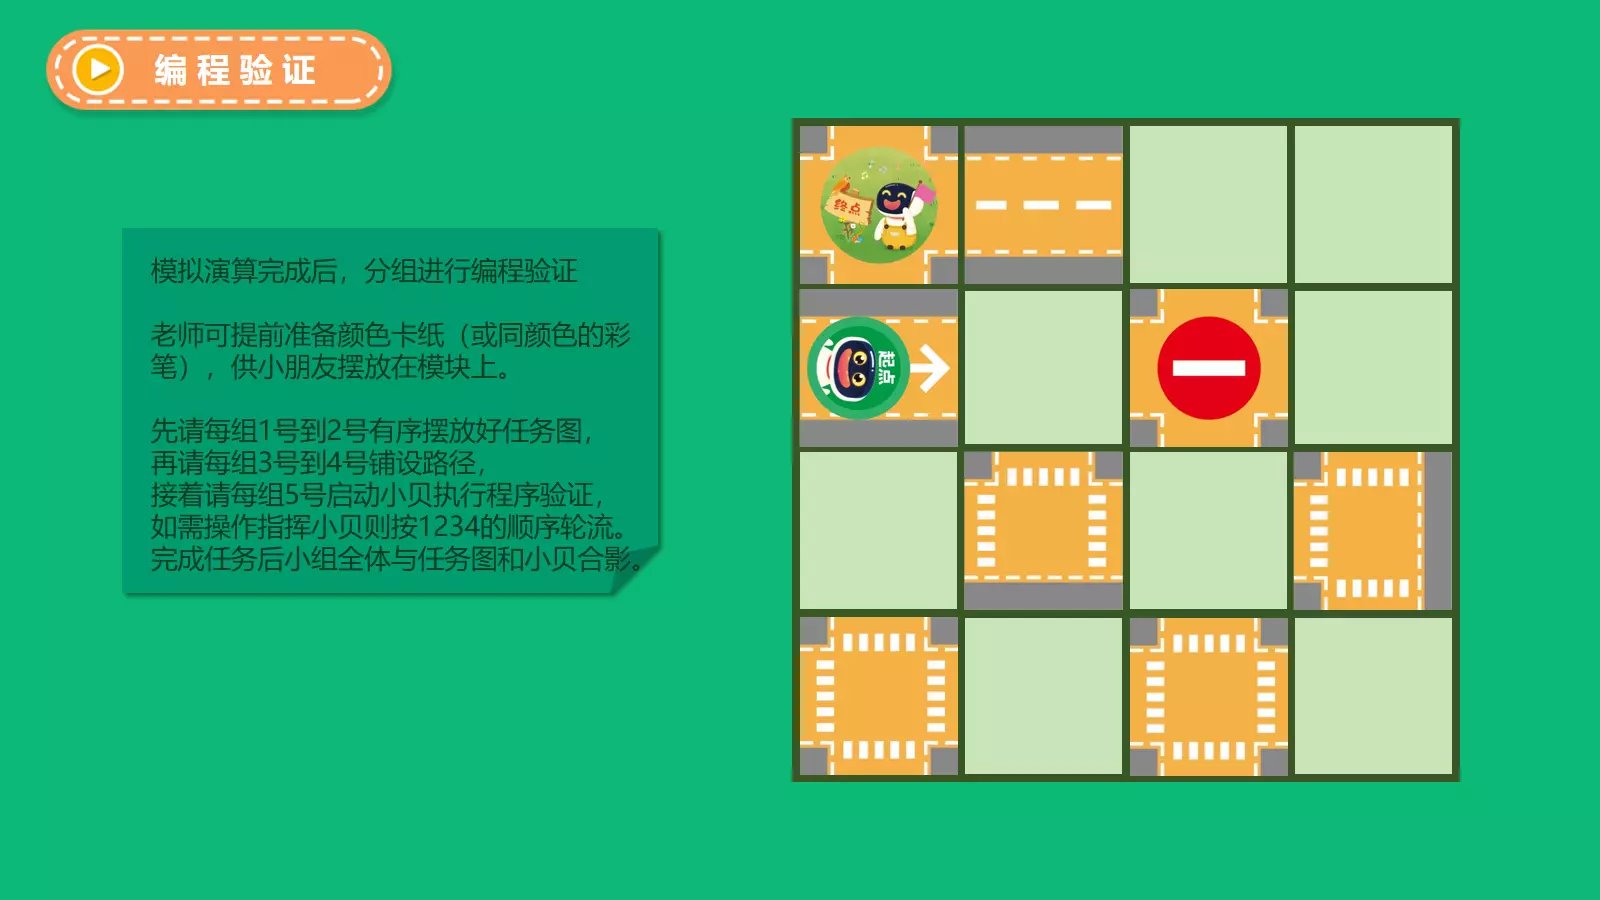 编程验证
模拟演算完成后，分组进行编程验证
老师可提前准备颜色卡纸（或同颜色的彩
笔），供小朋友摆放在模块上。
先请每组1号到2号有序摆放好任务图，
再请每组3号到4号铺设路径，
接着请每组5号启动小贝执行程序验证，
如需操作指挥小贝则按1234的顺序轮流。
完成任务后小组全体与任务图和小贝合影。
终点
起点